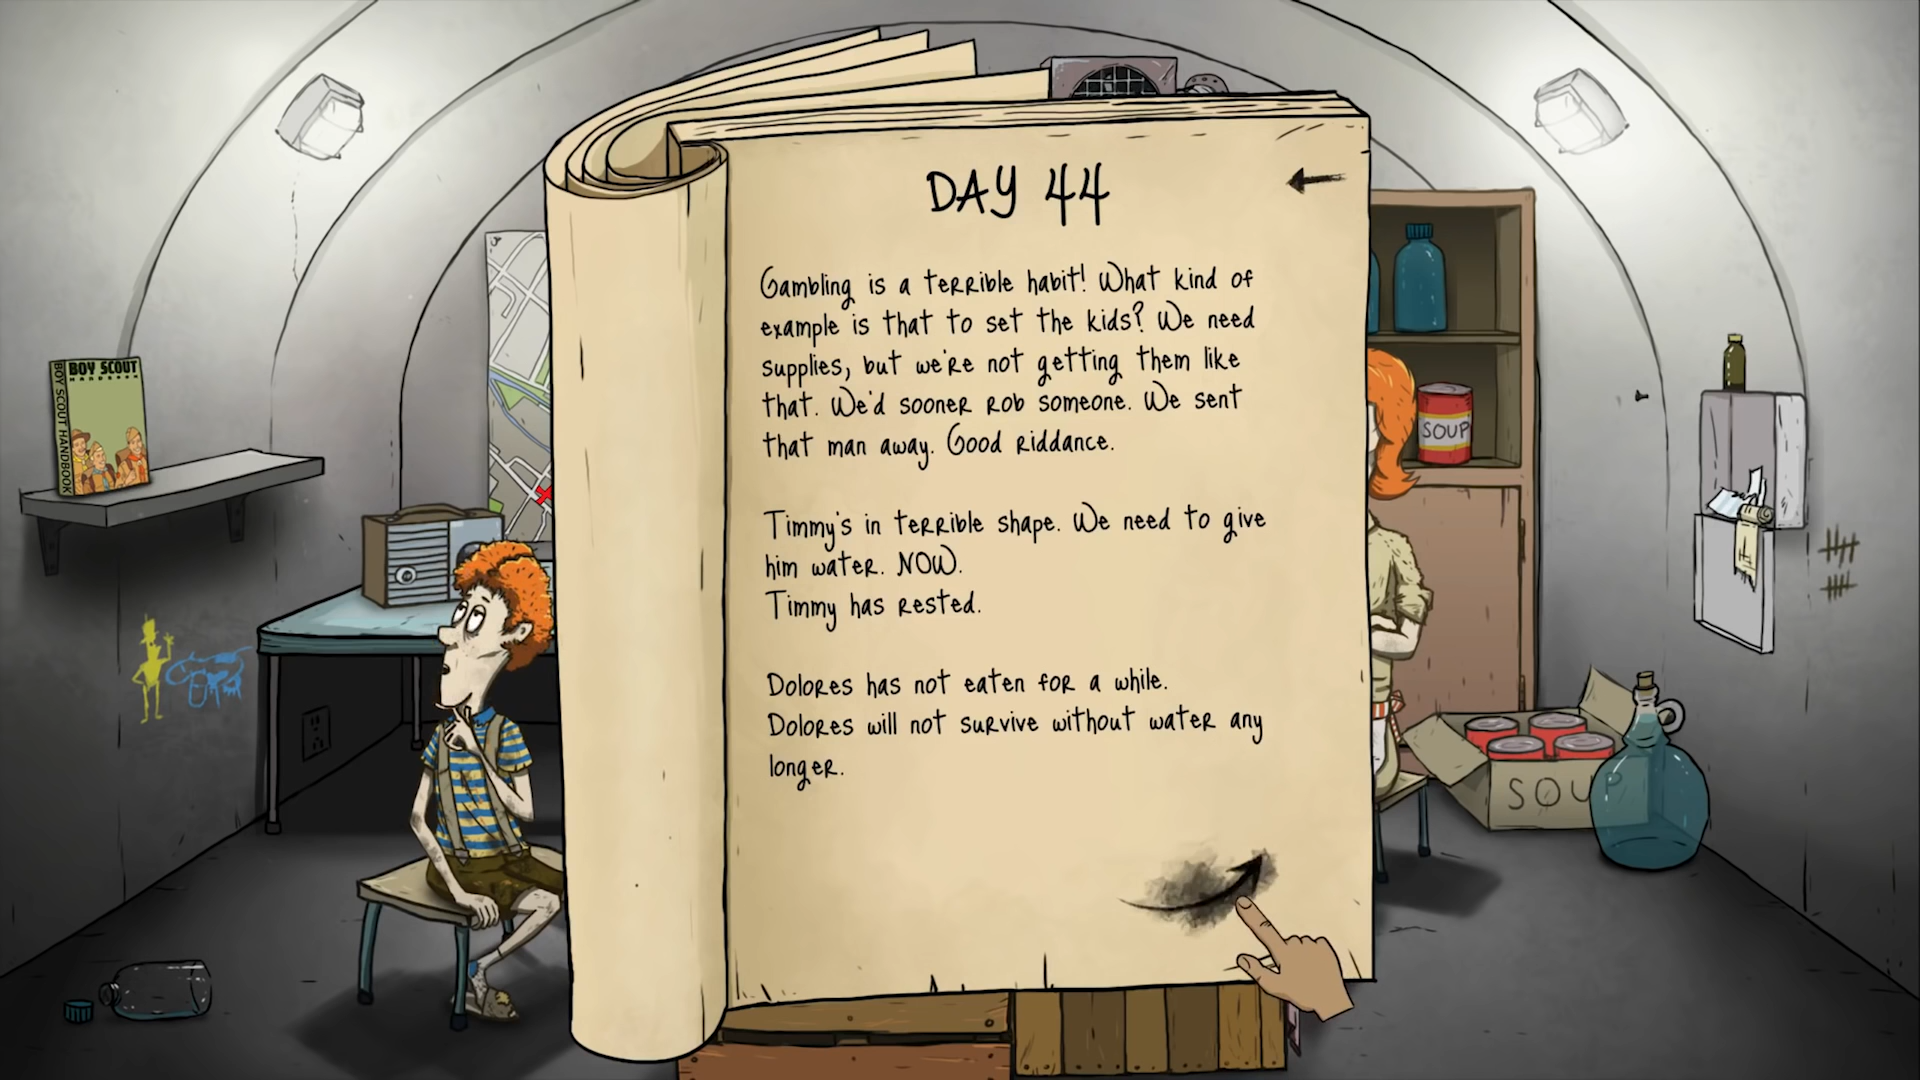 DAY 44
Gambling is a terrible habit! What kind of
example is that to set the kids? We need
supplies, but we're not getting them like
that. We'd sooner rob someone. We sent
that man away. Good riddance.
Timmy's in terrible shape. We need to give
him water. NOW.
Timmy has rested.
Dolores has not eaten for a while.
Dolores will not survive without water any
longer.
BOY SCOUT
HANDBOOK
BOY SCOUT HANDBOOK
SOUP
SOUP